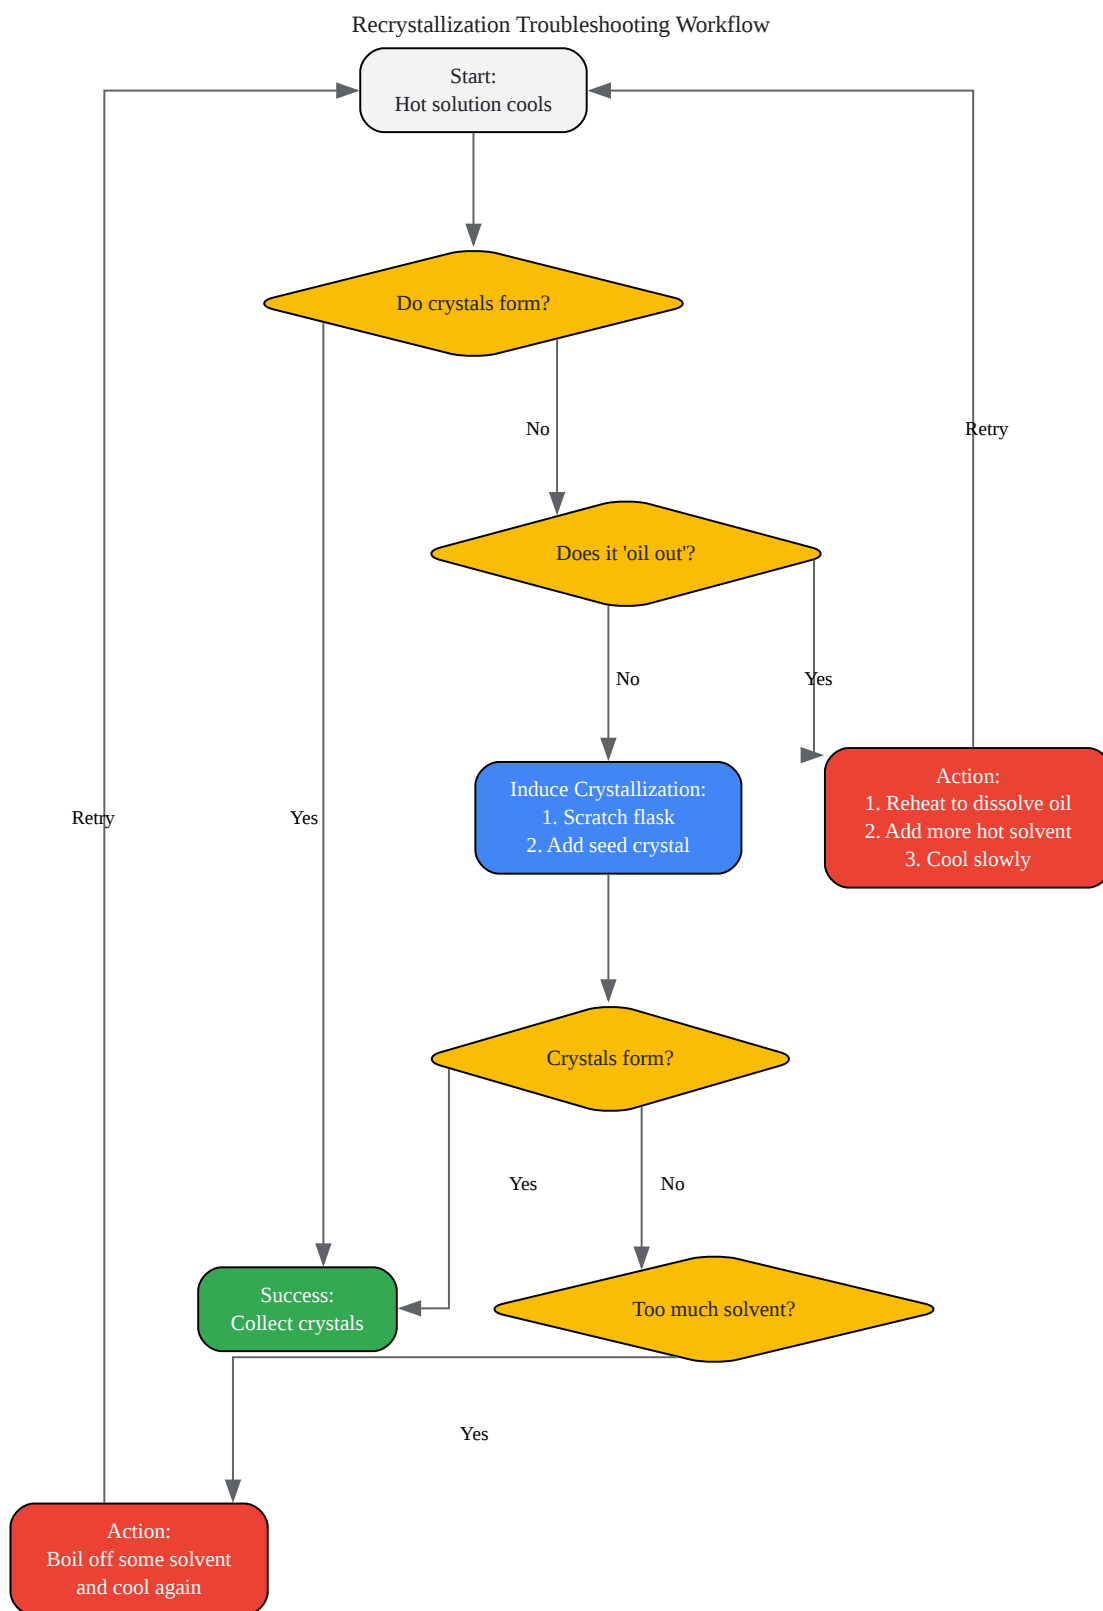 Recrystallization Troubleshooting Workflow
Start:
Hot solution cools
Do crystals form?
No
Retry
Does it 'oil out'?
No
Yes
Induce Crystallization:
1. Scratch flask
2. Add seed crystal
Action:
1. Reheat to dissolve oil
2. Add more hot solvent
3. Cool slowly
Retry
Yes
Crystals form?
Yes
No
Success:
Collect crystals
Too much solvent?
Yes
Action:
Boil off some solvent
and cool again